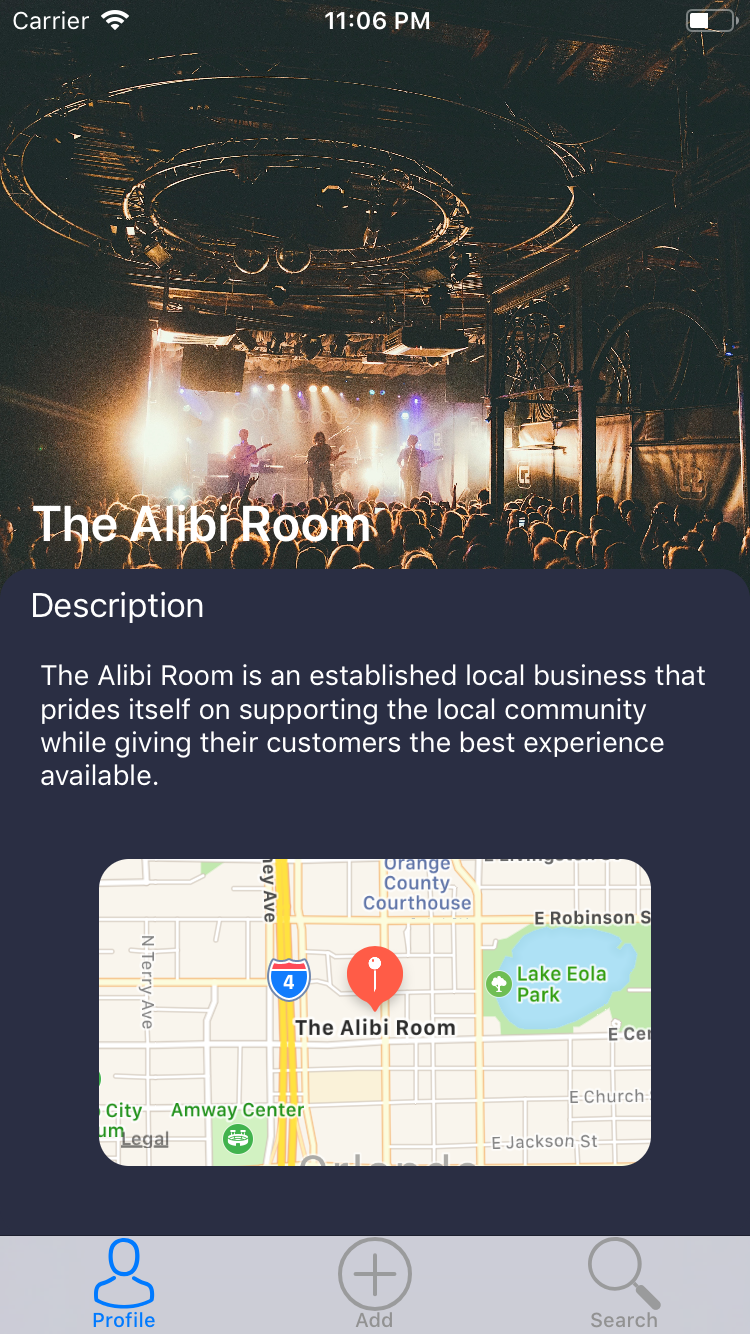 Carrier 11:06 PM
The Alibi Room
Description
The Alibi Room is an established local business that
prides itself on supporting the local community
while giving their customers the best experience
available.
ney Ave
Orange
County
Courthouse
E Robinson S
N Terry Ave
4
Lake Eola
Park
The Alibi Room
E Cer
E Church
City
um
Amway Center
Legal
E Jackson St
Orlando
Profile
Add
Search